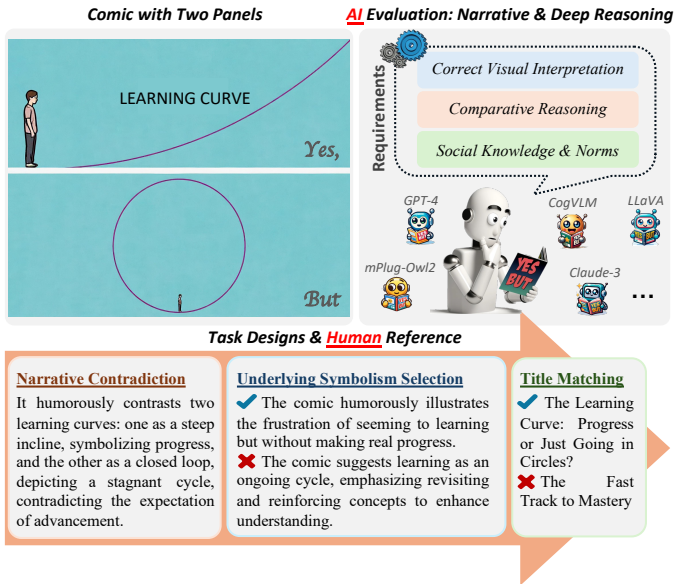 Comic with Two Panels
LEARNING CURVE
Yes,
But
AI Evaluation: Narrative & Deep Reasoning
Requirements
Correct Visual Interpretation
Comparative Reasoning
Social Knowledge & Norms
GPT-4
CogVLM
LLaVA
mPlug-Owl2
YES
BUT
Claude-3
...
Task Designs & Human Reference
Narrative Contradiction
It humorously contrasts two
learning curves: one as a steep
incline, symbolizing progress,
and the other as a closed loop,
depicting a stagnant cycle,
contradicting the expectation
of advancement.
Underlying Symbolism Selection
The comic humorously illustrates
the frustration of seeming to learning
but without making real progress.
The comic suggests learning as an
ongoing cycle, emphasizing revisiting
and reinforcing concepts to enhance
understanding.
Title Matching
The Learning
Curve: Progress
or Just Going in
Circles?
The Fast
Track to Mastery